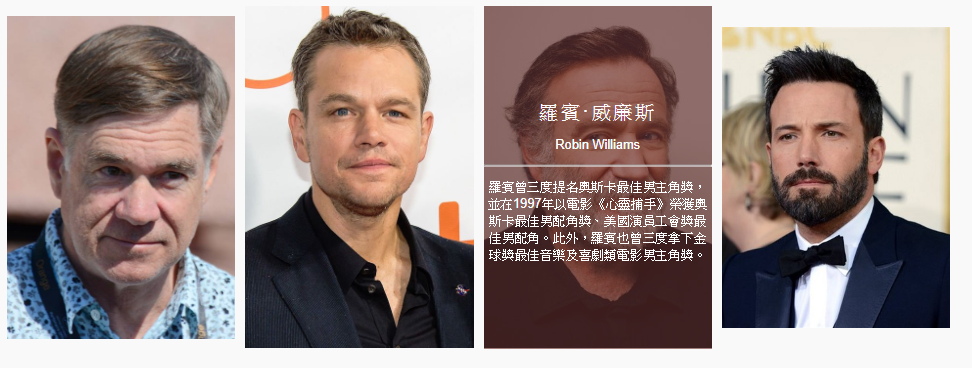 羅賓·威廉斯
Robin Williams
羅賓曾三度提名奧斯卡最佳男主角獎，
並在1997年以電影《心靈捕手》榮獲奧
斯卡最佳男配角獎、美國演員工會獎最
佳男配角。此外，羅賓也曾三度拿下金
球獎最佳音樂及喜劇類電影男主角獎。